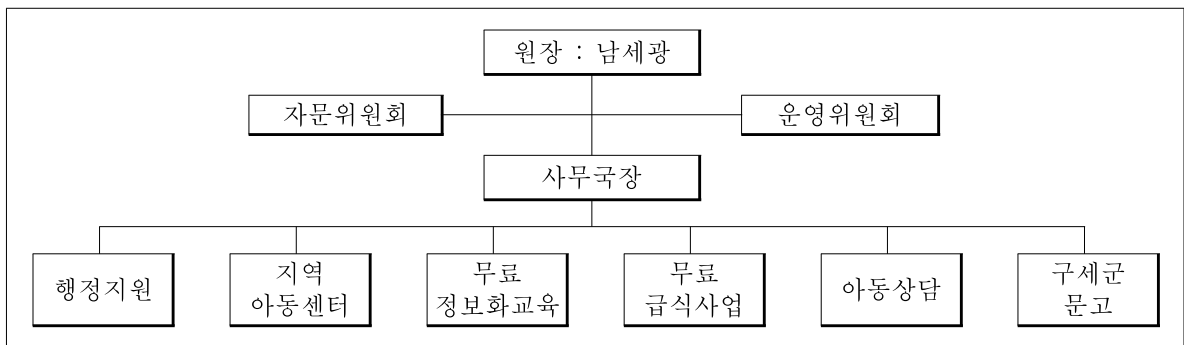 원장 : 남세광
자문위원회
운영위원회
사무국장
행정지원
지역
아동센터
무료
정보화교육
무료
급식사업
아동상담
구세군
문고